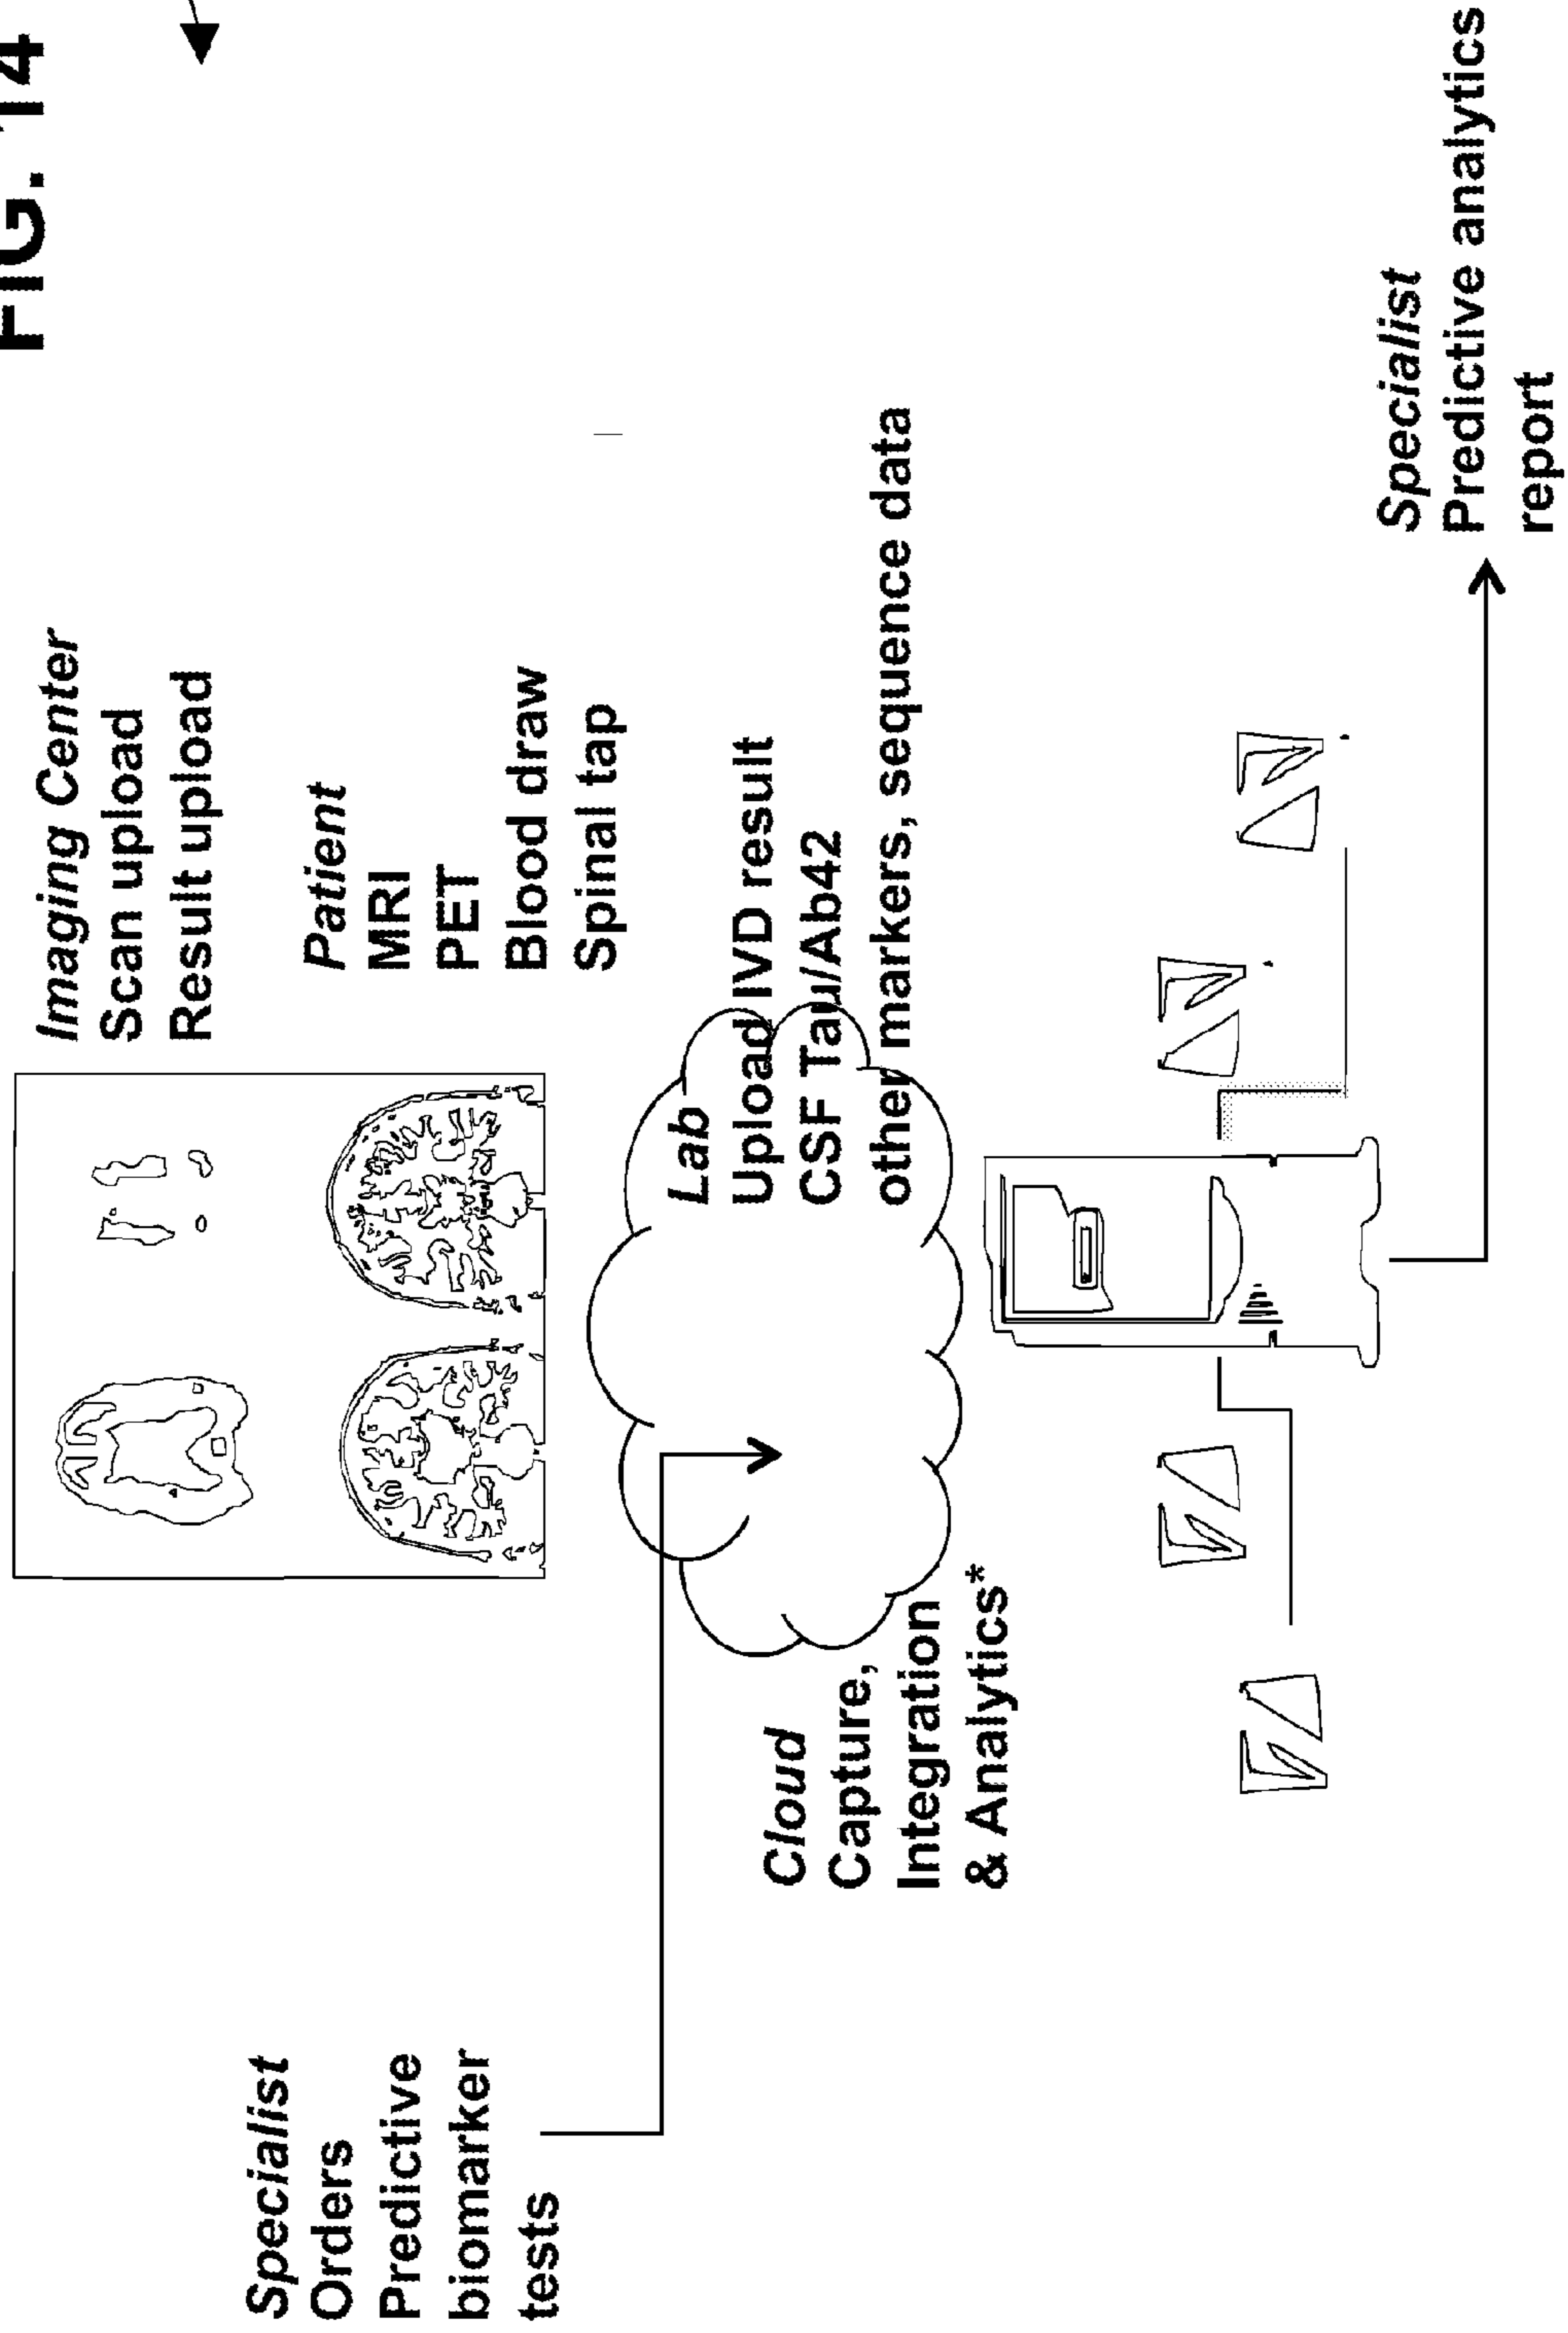 FIG. 14
Imaging Center
Scan upload
Result upload
Patient
MRI
PET
Blood draw
Spinal tap
Specialist
Orders
Predictive
biomarker
tests
Lab
Upload IVD result
CSF Tau/Ab42
other markers, sequence data
Cloud
Capture,
Integration
& Analytics*
Specialist
Predictive analytics
report